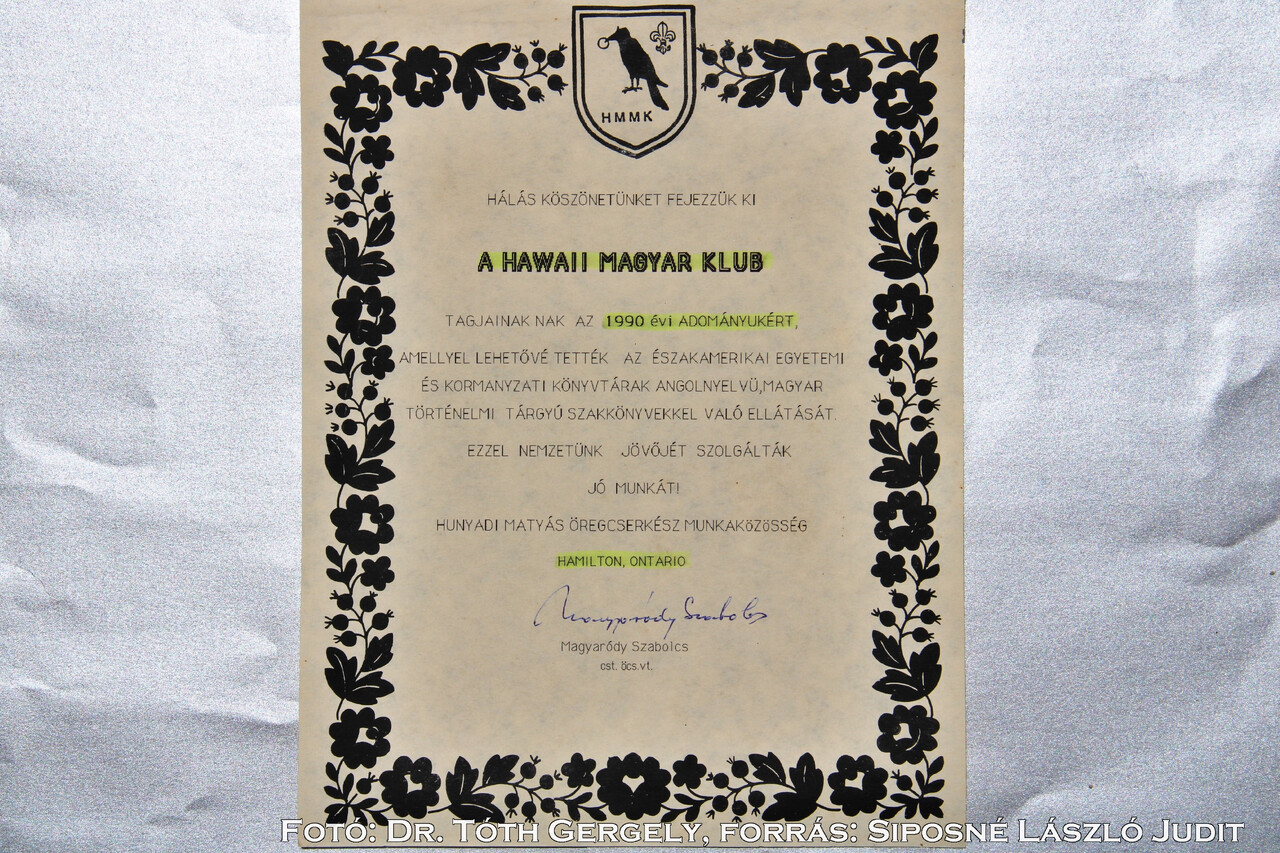 HMMK
HÁLÁS KÖSZÖNETÜNKET FEJEZZÜK KI
A HAWAII MAGYAR KLUB
TAGJAINAK NAK AZ 1990 évi ADOMÁNYUKÉRT,
AMELLYEL LEHETŐVÉ TETTÉK AZ ÉSZAKAMERIKAI EGYETEMI
ÉS KORMANYZATI KÖNYVTÁRAK ANGOLNYELVÜ,MAGYAR
TÖRTÉNELMI TÁRGYÚ SZAKKÖNYVEKKEL VALÓ ELLÁTÁSÁT.
EZZEL NEMZETÜNK JÖVŐJÉT SZOLGÁLTÁK
JÓ MUNKÁT!
HUNYADI MATYÁS ÖREGCSERKÉSZ MUNKAKÖZÖSSÉG
HAMILTON, ONTARIO
Magyaródy Szabolcs
Magyaródy Szabolcs
cst. öcs.vt.
Fotó: Dr. Tóth Gergely, forrás: Siposné László Judit